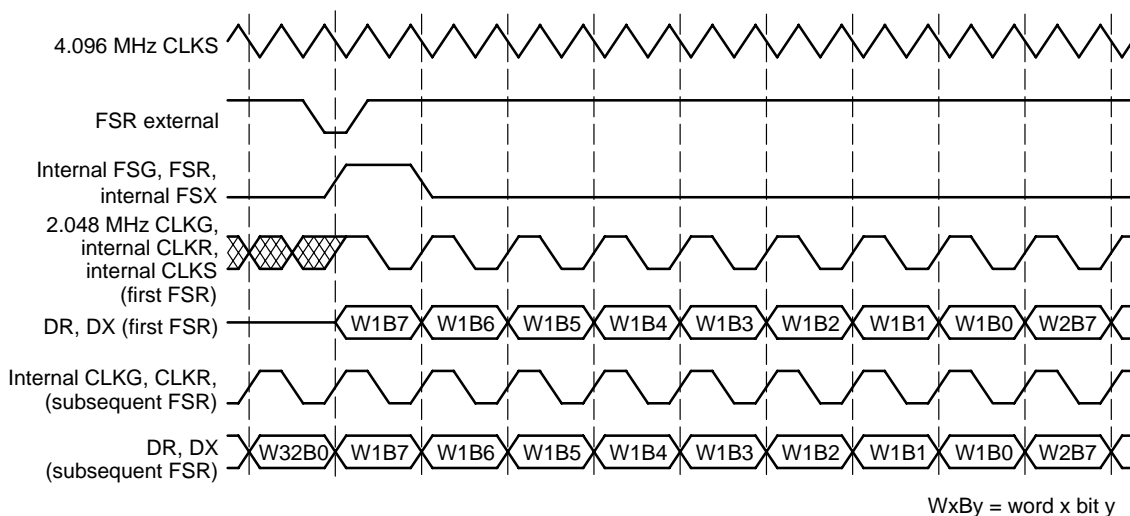 4.096 MHz CLKS
FSR external
Internal FSG, FSR,
internal FSX
2.048 MHz CLKG,
internal CLKR,
internal CLKS
(first FSR)
DR, DX (first FSR)
W1B7 W1B6 W1B5 W1B4 W1B3 W1B2 W1B1 W1B0 W2B7
Internal CLKG, CLKR,
(subsequent FSR)
DR, DX
(subsequent FSR)
W32B0 W1B7 W1B6 W1B5 W1B4 W1B3 W1B2 W1B1 W1B0 W2B7
WxBy = word x bit y